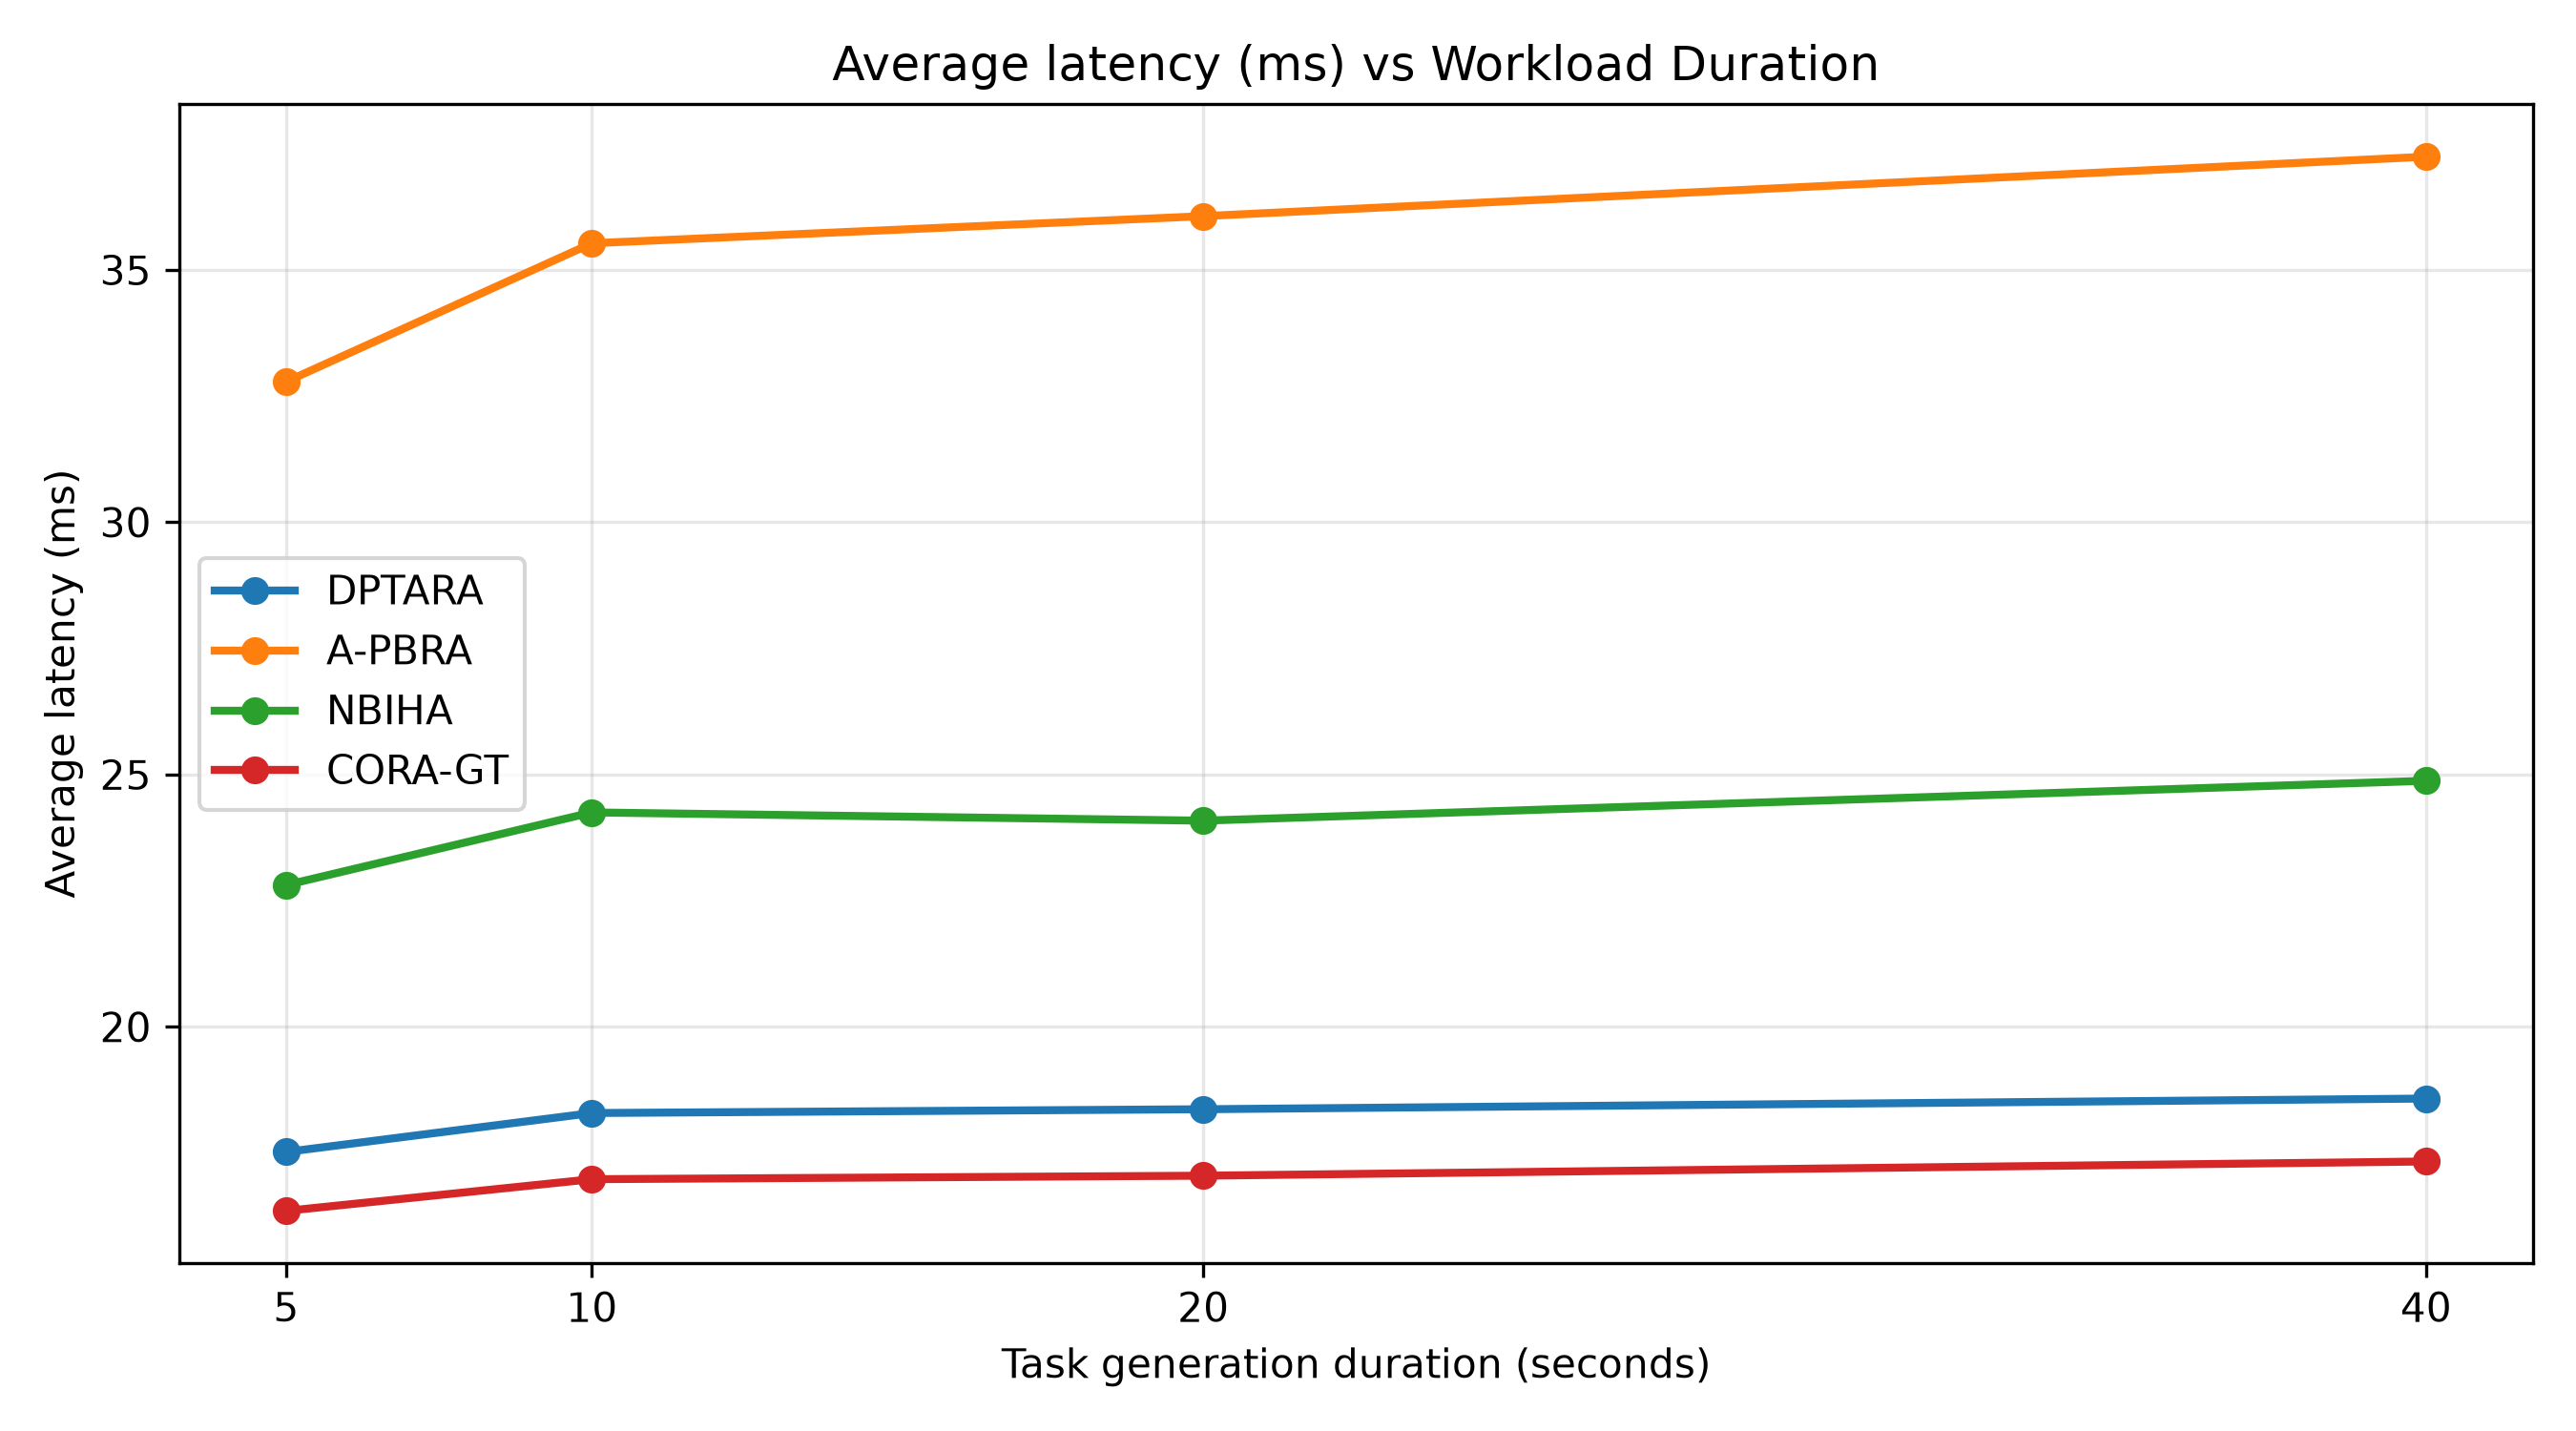 Average latency (ms) vs Workload Duration
Average latency (ms)
35
30
25
20
DPTARA
A-PBRA
NBIHA
CORA-GT
5 10 20 40
Task generation duration (seconds)